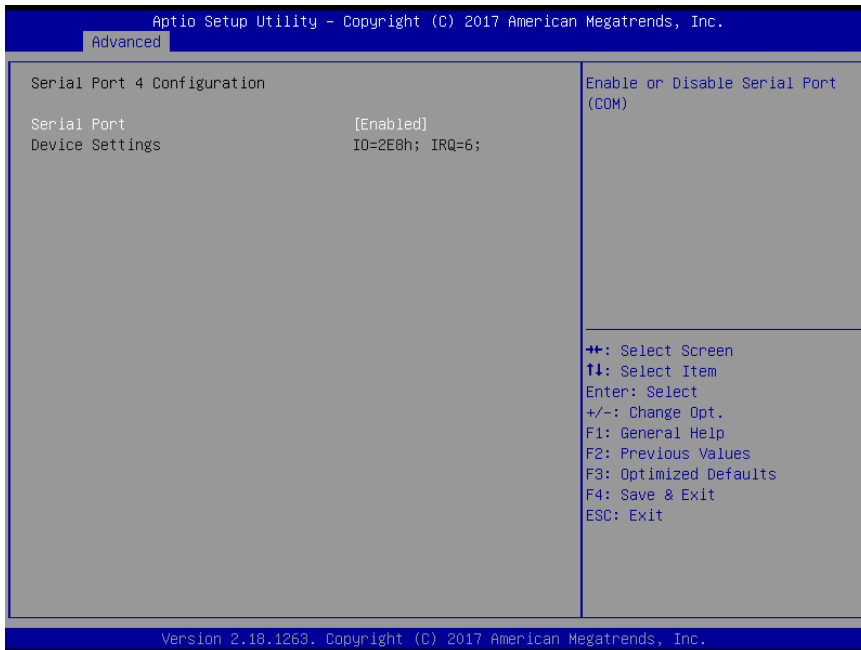 Aptio Setup Utility – Copyright (C) 2017 American Megatrends, Inc.
Advanced
Serial Port 4 Configuration
Serial Port [Enabled]
Device Settings IO=2E8h; IRQ=6;
Enable or Disable Serial Port
(COM)
→←: Select Screen
↑↓: Select Item
Enter: Select
+/-: Change Opt.
F1: General Help
F2: Previous Values
F3: Optimized Defaults
F4: Save & Exit
ESC: Exit
Version 2.18.1263. Copyright (C) 2017 American Megatrends, Inc.